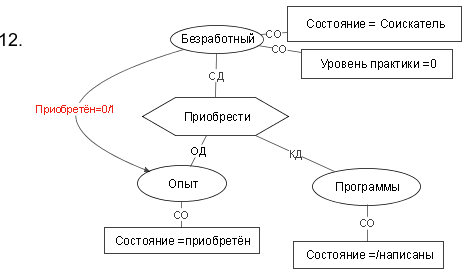 12.
Безработный
СО
Состояние = Соискатель
СО
Уровень практики =0
СД
Приобретён=0/1
Приобрести
ОД
КД
Опыт
Программы
СО
СО
Состояние =приобретён
Состояние =/написаны